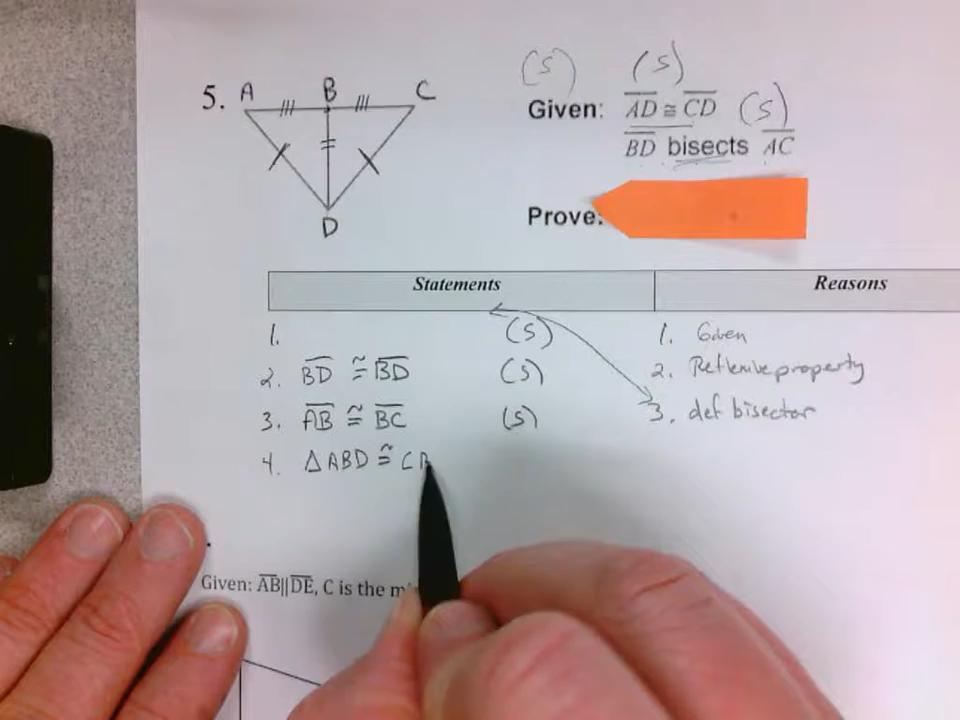 5. A B C
D
(S) (S)
Given: AD ≅ CD (S)
BD bisects AC
Prove:
Statements Reasons
1. (S) 1. Given
2. BD ≅ BD (S) 2. Reflexive property
3. AB ≅ BC (S) 3. def bisector
4. △ABD ≅ C
Given: AB||DE, C is the m